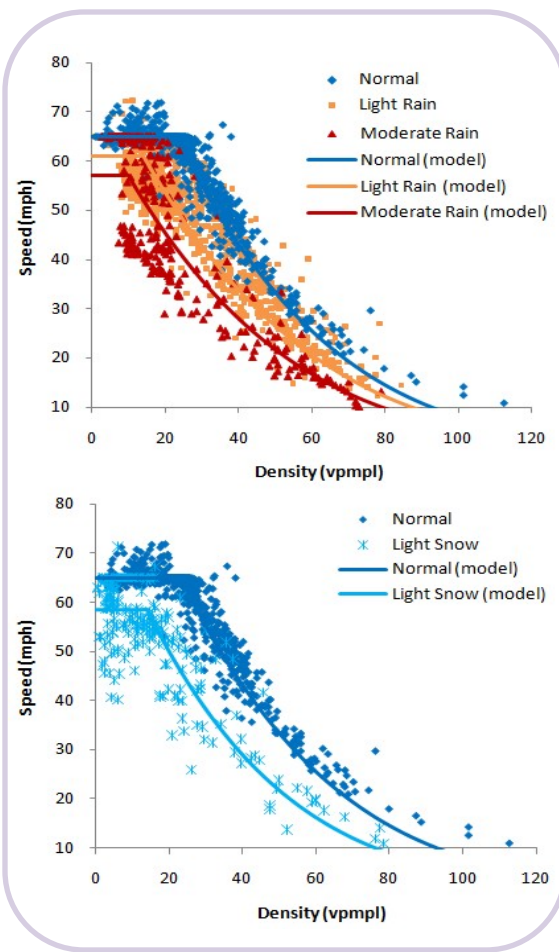 80
70
60
50
40
30
20
10
Speed (mph)
Normal
Light Rain
Moderate Rain
Normal (model)
Light Rain (model)
Moderate Rain (model)
0 20 40 60 80 100 120
Density (vpmpl)
80
70
60
50
40
30
20
10
Speed (mph)
Normal
Light Snow
Normal (model)
Light Snow (model)
0 20 40 60 80 100 120
Density (vpmpl)